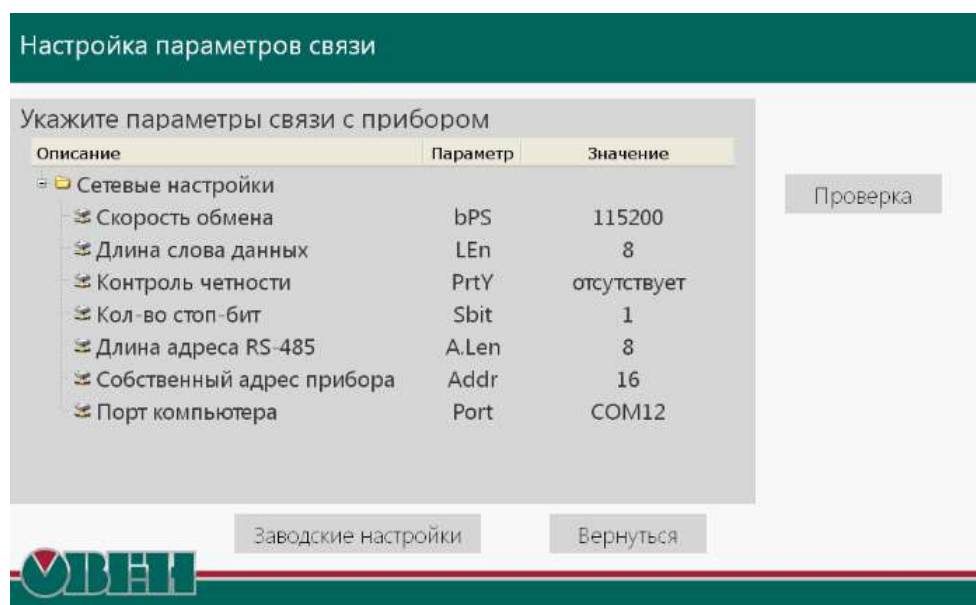 Настройка параметров связи
Укажите параметры связи с прибором
Описание Параметр Значение
Сетевые настройки
Скорость обмена bPS 115200
Длина слова данных LEn 8
Контроль четности PrtY отсутствует
Кол-во стоп-бит Sbit 1
Длина адреса RS-485 A.Len 8
Собственный адрес прибора Addr 16
Порт компьютера Port COM12
Проверка
Заводские настройки Вернуться
ОВЕН